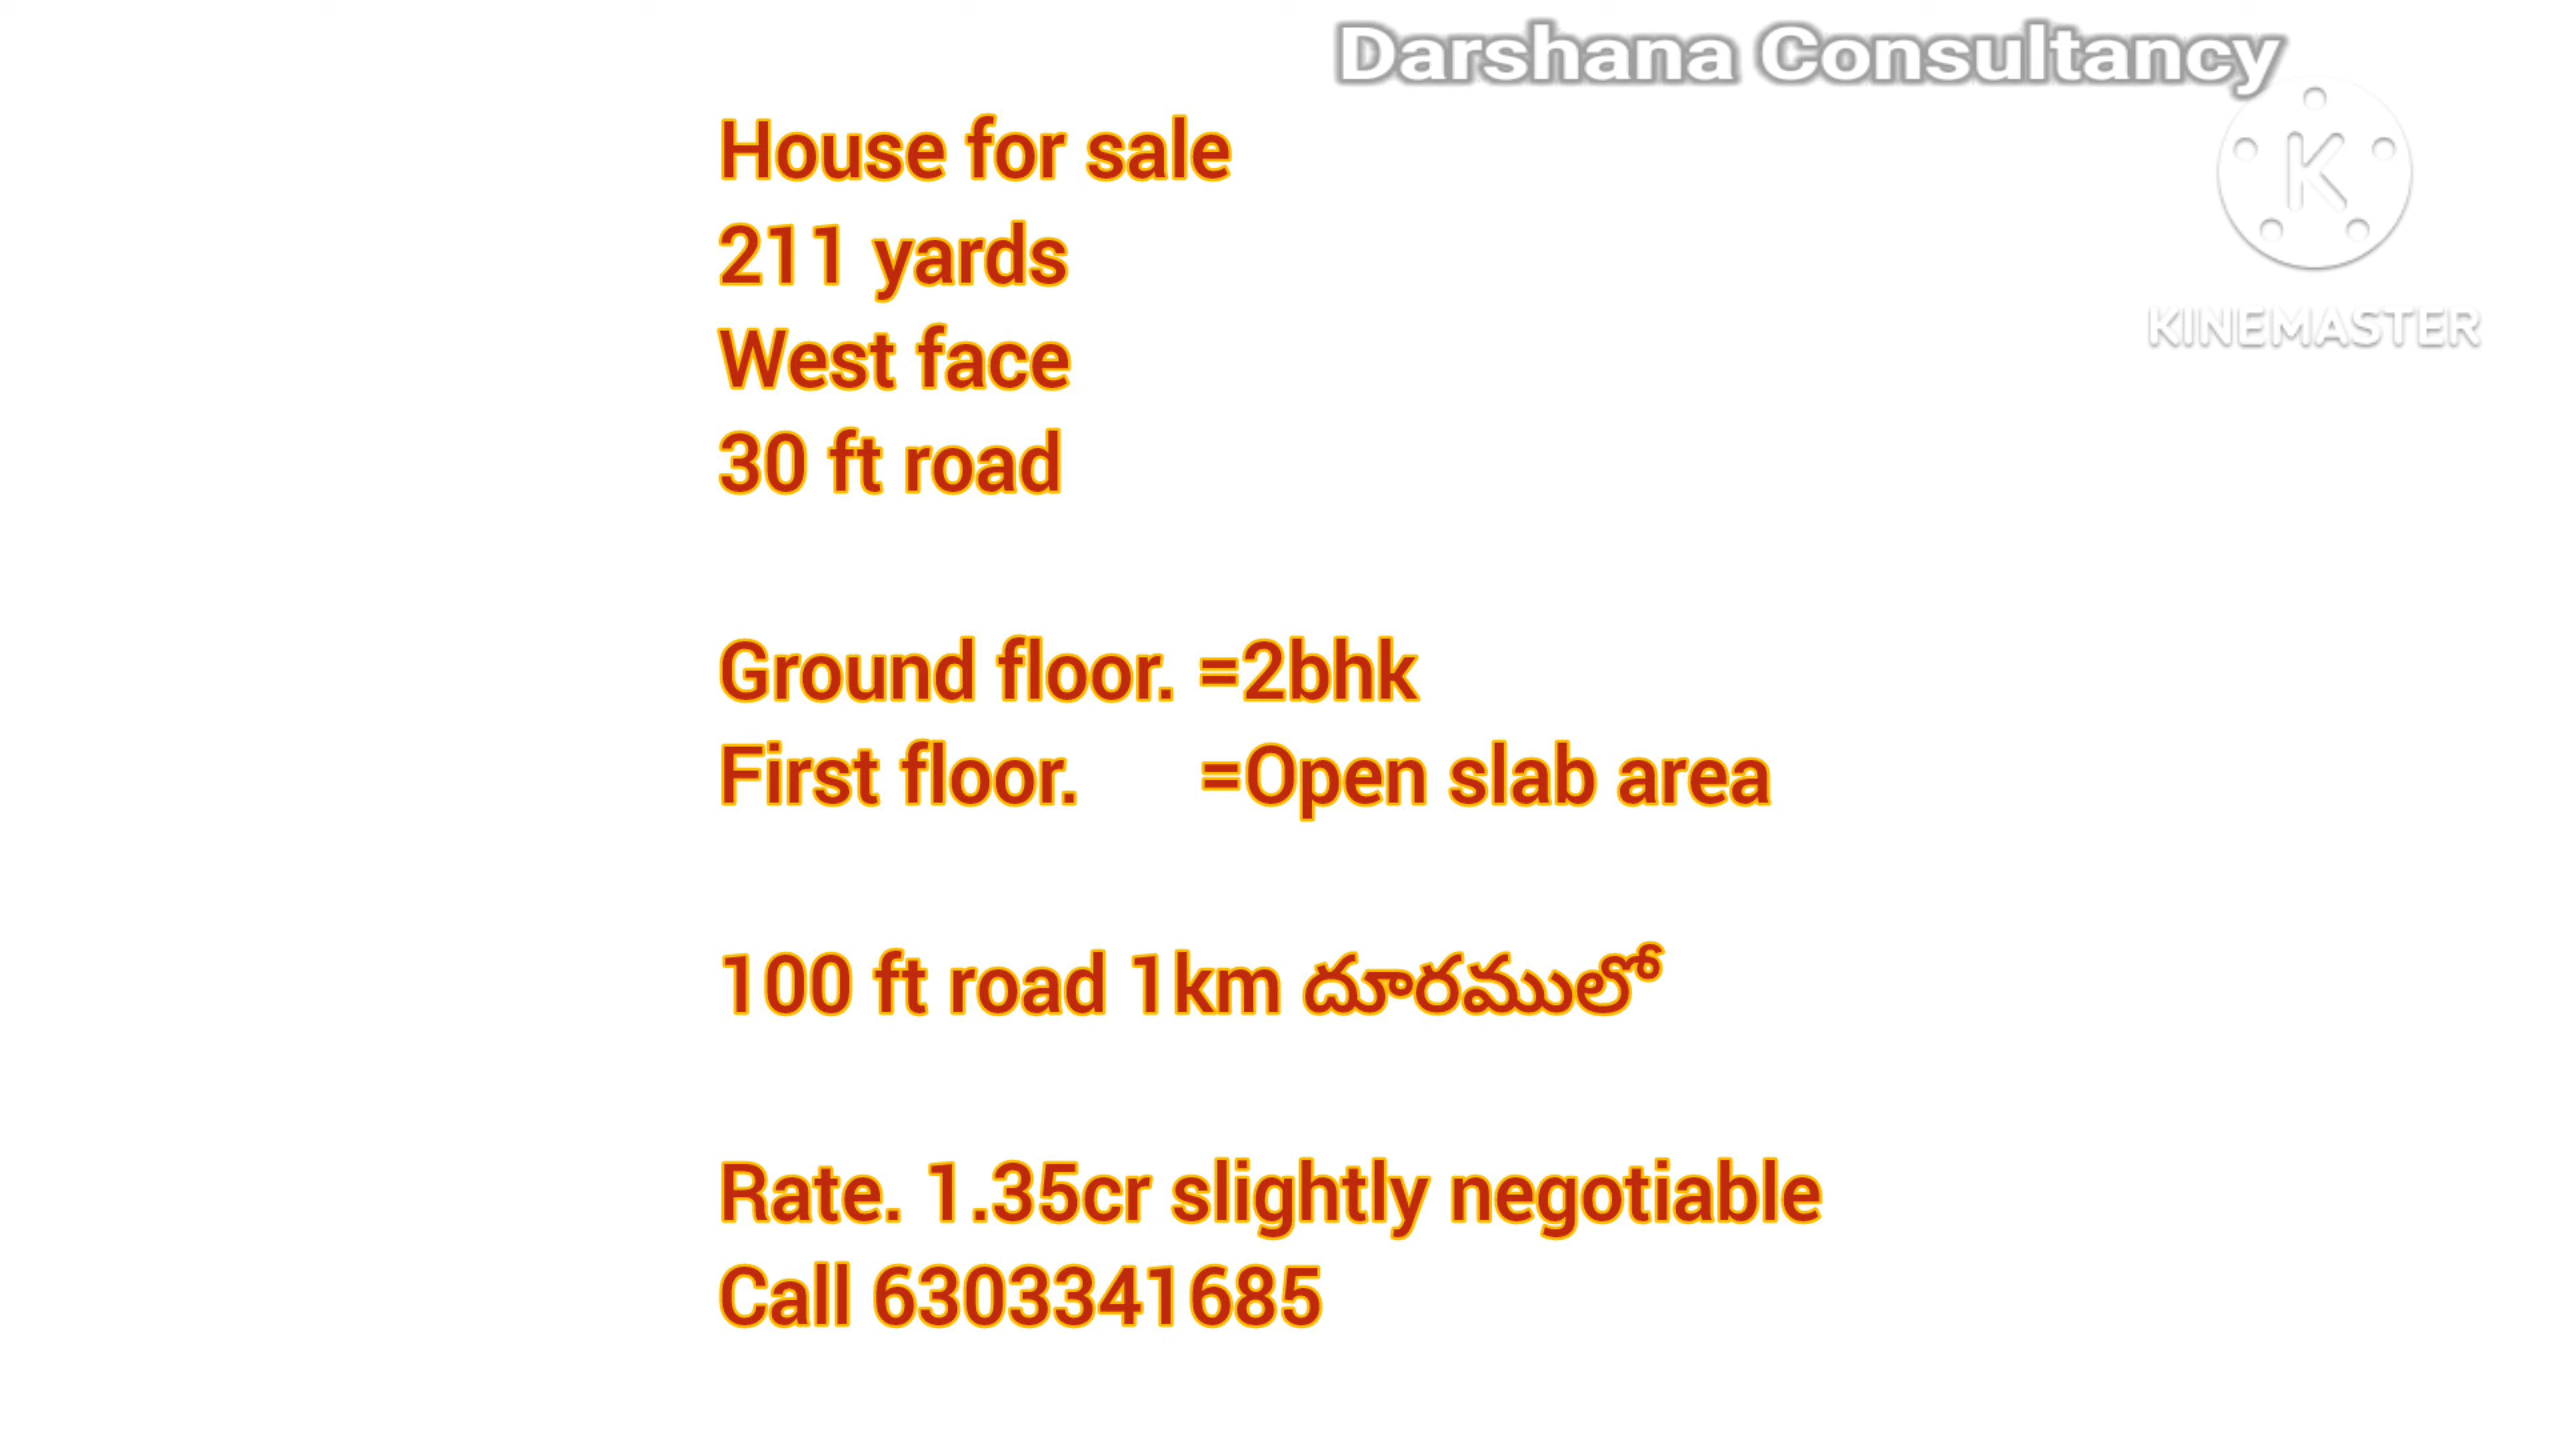 Darshana Consultancy
K
KINEMASTER
House for sale
211 yards
West face
30 ft road
Ground floor. =2bhk
First floor. =Open slab area
100 ft road 1km దూరములో
Rate. 1.35cr slightly negotiable
Call 6303341685